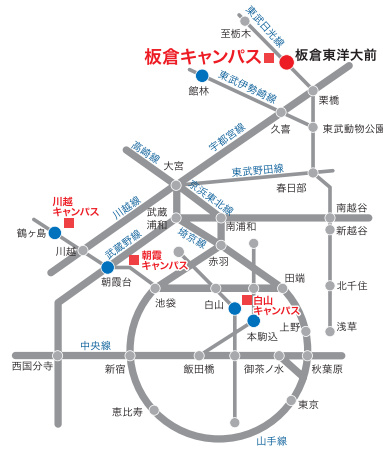 東武日光線
至栃木
板倉キャンパス
板倉東洋大前
館林
東武伊勢崎線
栗橋
久喜
東武動物公園
宇都宮線
高崎線
大宮
東武野田線
春日部
京浜東北線
川越線
川越
キャンパス
武蔵
浦和
南浦和
南越谷
新越谷
鶴ヶ島
川越
武蔵野線
埼京線
赤羽
朝霞
キャンパス
朝霞台
池袋
白山
白山
キャンパス
田端
北千住
本駒込
上野
浅草
中央線
西国分寺
新宿
飯田橋
御茶ノ水
秋葉原
恵比寿
東京
山手線